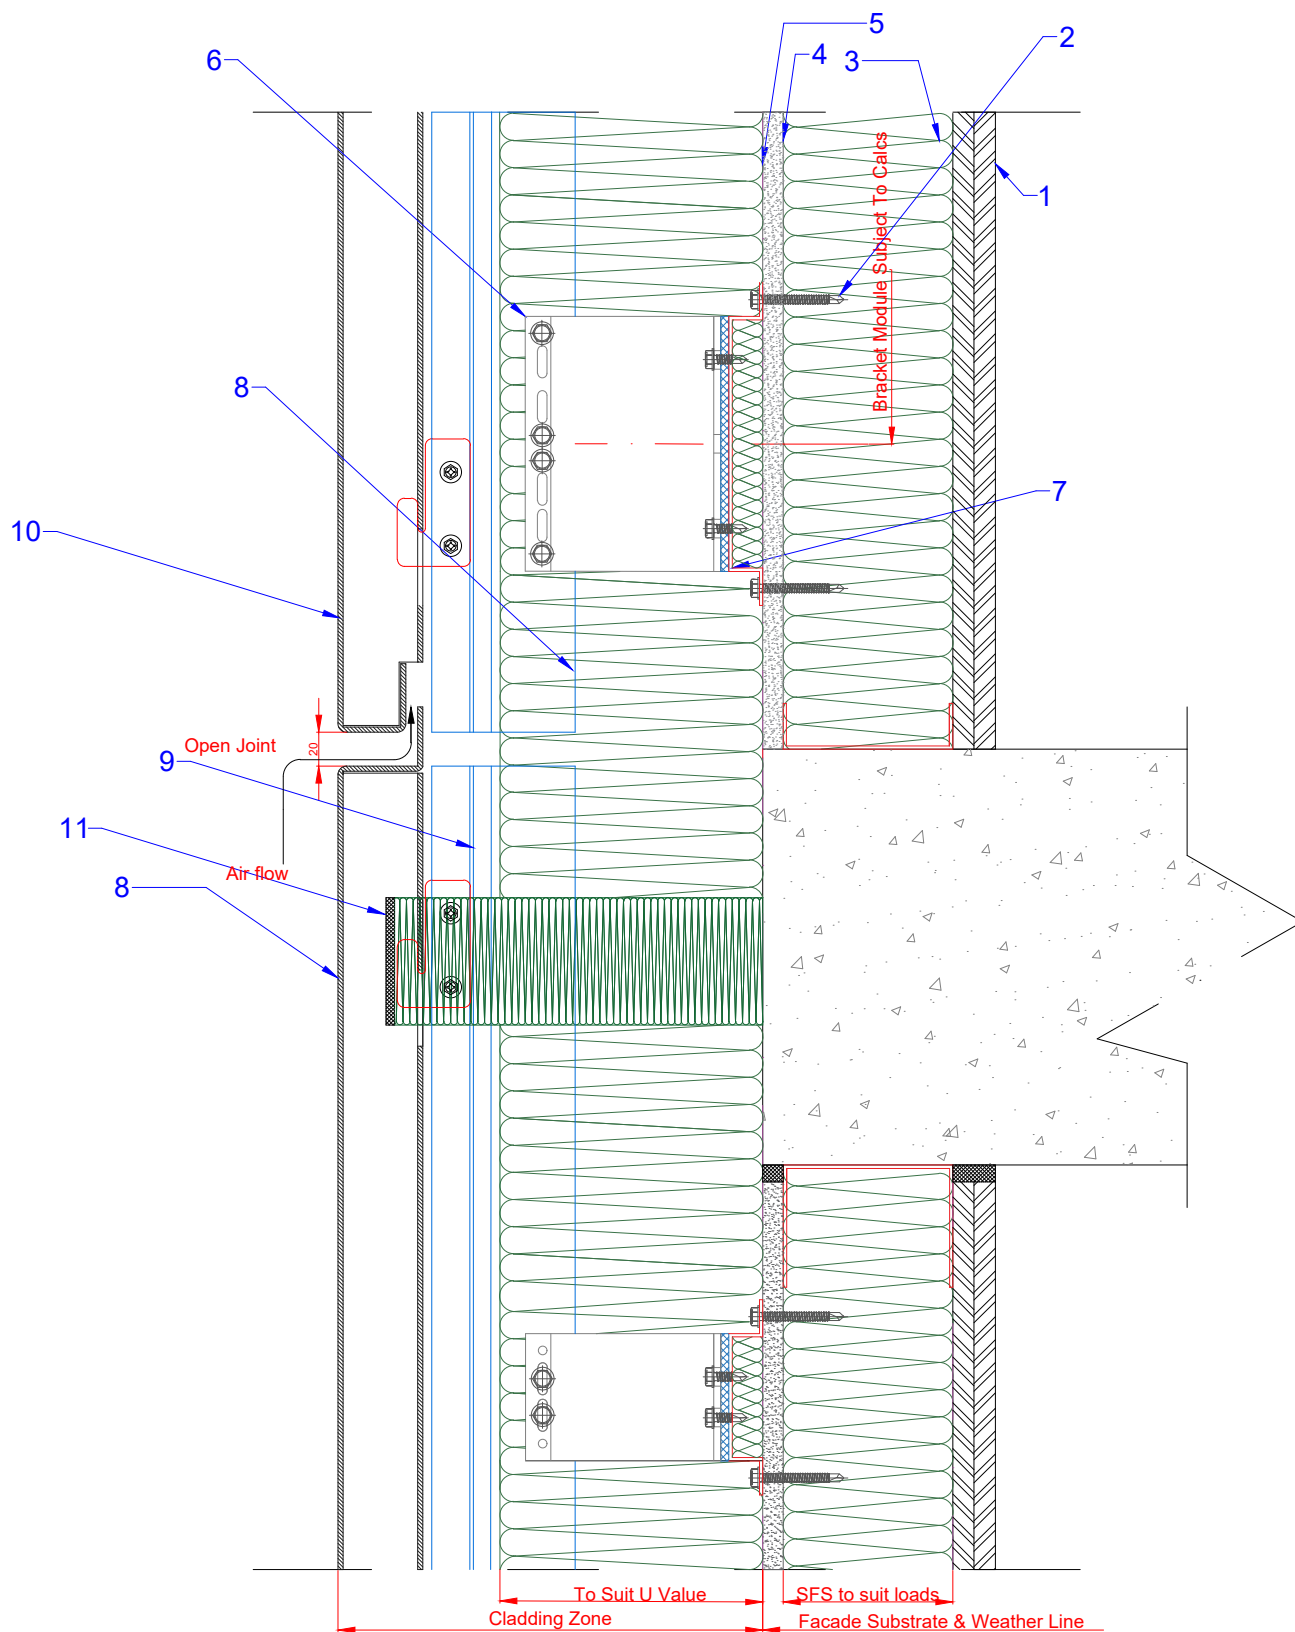 5
2
4
3
6
1
Bracket Module Subject To Calcs
8
7
10
Open Joint
20
9
11
Air flow
8
To Suit U Value
SFS to suit loads
Cladding Zone
Facade Substrate & Weather Line